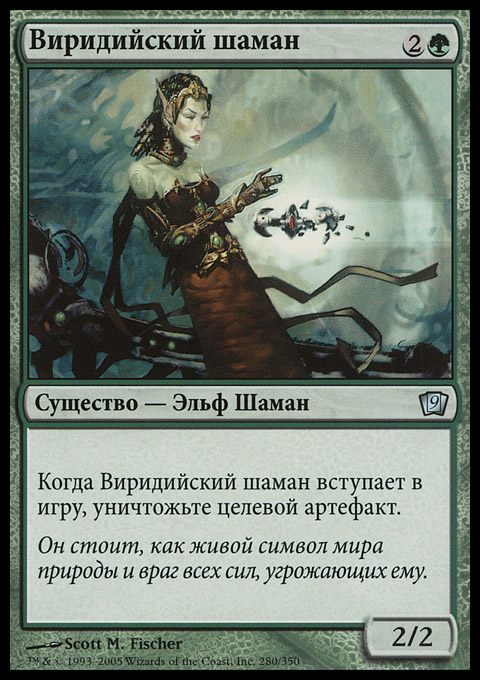 Виридийский шаман 2
Существо — Эльф Шаман 9
Когда Виридийский шаман вступает в
игру, уничтожьте целевой артефакт.
Он стоит, как живой символ мира
природы и враг всех сил, угрожающих ему.
2/2
Scott M. Fischer
™ & © 1993–2005 Wizards of the Coast, Inc. 280/350